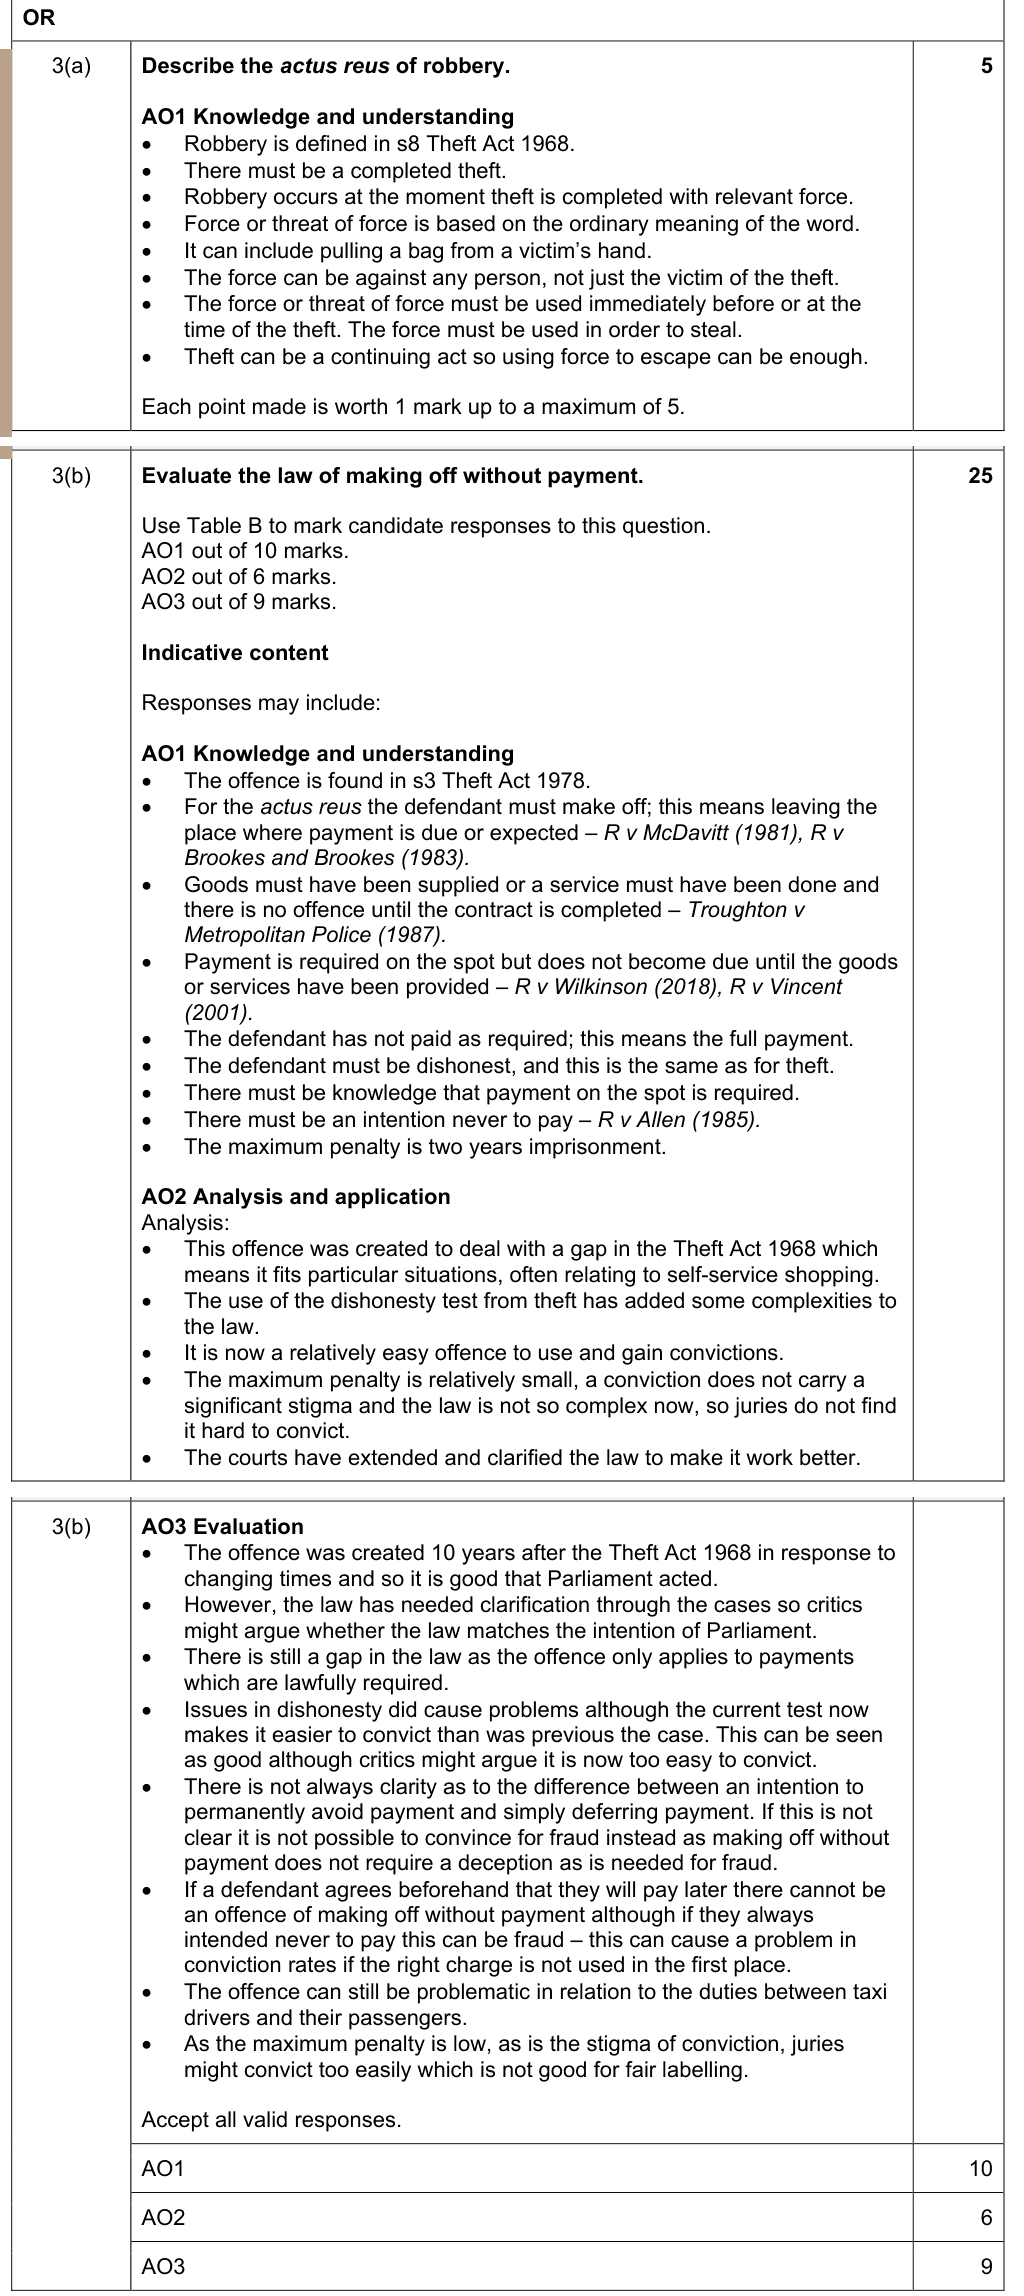 OR
3(a)
Describe the actus reus of robbery.
5
AO1 Knowledge and understanding
• Robbery is defined in s8 Theft Act 1968.
• There must be a completed theft.
• Robbery occurs at the moment theft is completed with relevant force.
• Force or threat of force is based on the ordinary meaning of the word.
• It can include pulling a bag from a victim's hand.
• The force can be against any person, not just the victim of the theft.
• The force or threat of force must be used immediately before or at the
time of the theft. The force must be used in order to steal.
• Theft can be a continuing act so using force to escape can be enough.
Each point made is worth 1 mark up to a maximum of 5.
3(b)
Evaluate the law of making off without payment.
25
Use Table B to mark candidate responses to this question.
AO1 out of 10 marks.
AO2 out of 6 marks.
AO3 out of 9 marks.
Indicative content
Responses may include:
AO1 Knowledge and understanding
• The offence is found in s3 Theft Act 1978.
• For the actus reus the defendant must make off; this means leaving the
place where payment is due or expected – R v McDavitt (1981), R v
Brookes and Brookes (1983).
• Goods must have been supplied or a service must have been done and
there is no offence until the contract is completed – Troughton v
Metropolitan Police (1987).
• Payment is required on the spot but does not become due until the goods
or services have been provided – R v Wilkinson (2018), R v Vincent
(2001).
• The defendant has not paid as required; this means the full payment.
• The defendant must be dishonest, and this is the same as for theft.
• There must be knowledge that payment on the spot is required.
• There must be an intention never to pay – R v Allen (1985).
• The maximum penalty is two years imprisonment.
AO2 Analysis and application
Analysis:
• This offence was created to deal with a gap in the Theft Act 1968 which
means it fits particular situations, often relating to self-service shopping.
• The use of the dishonesty test from theft has added some complexities to
the law.
• It is now a relatively easy offence to use and gain convictions.
• The maximum penalty is relatively small, a conviction does not carry a
significant stigma and the law is not so complex now, so juries do not find
it hard to convict.
• The courts have extended and clarified the law to make it work better.
3(b)
AO3 Evaluation
• The offence was created 10 years after the Theft Act 1968 in response to
changing times and so it is good that Parliament acted.
• However, the law has needed clarification through the cases so critics
might argue whether the law matches the intention of Parliament.
• There is still a gap in the law as the offence only applies to payments
which are lawfully required.
• Issues in dishonesty did cause problems although the current test now
makes it easier to convict than was previous the case. This can be seen
as good although critics might argue it is now too easy to convict.
• There is not always clarity as to the difference between an intention to
permanently avoid payment and simply deferring payment. If this is not
clear it is not possible to convince for fraud instead as making off without
payment does not require a deception as is needed for fraud.
• If a defendant agrees beforehand that they will pay later there cannot be
an offence of making off without payment although if they always
intended never to pay this can be fraud – this can cause a problem in
conviction rates if the right charge is not used in the first place.
• The offence can still be problematic in relation to the duties between taxi
drivers and their passengers.
• As the maximum penalty is low, as is the stigma of conviction, juries
might convict too easily which is not good for fair labelling.
Accept all valid responses.
AO1 10
AO2 6
AO3 9